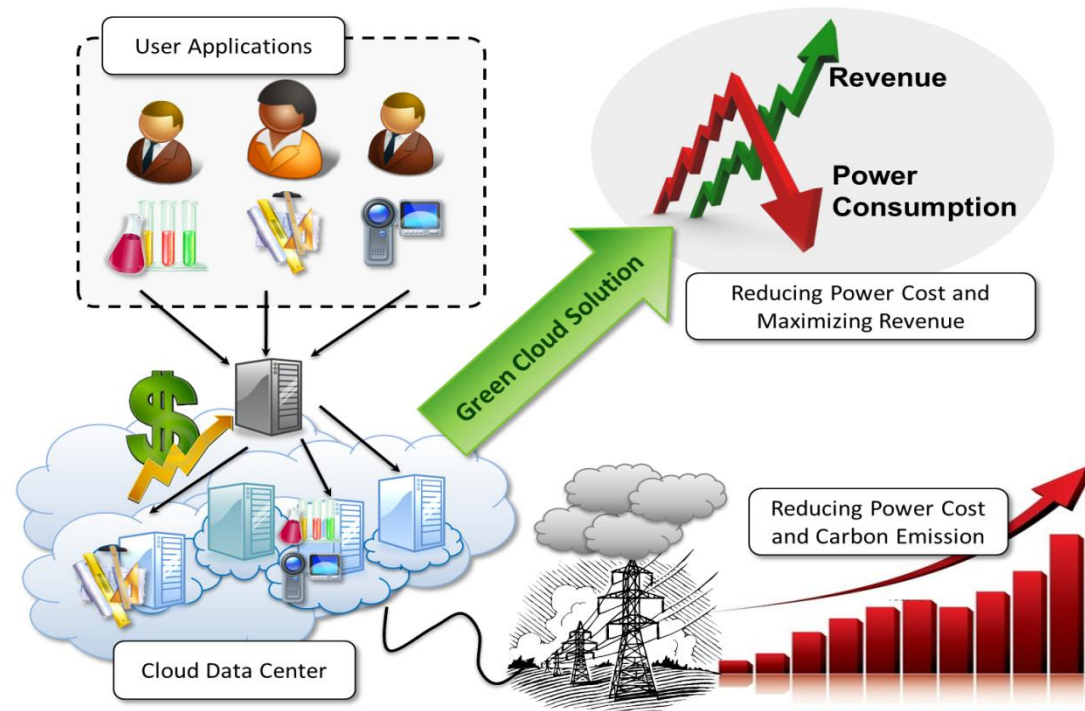 User Applications
Revenue
Power
Consumption
Reducing Power Cost and
Maximizing Revenue
Green Cloud Solution
$
Reducing Power Cost
and Carbon Emission
Cloud Data Center